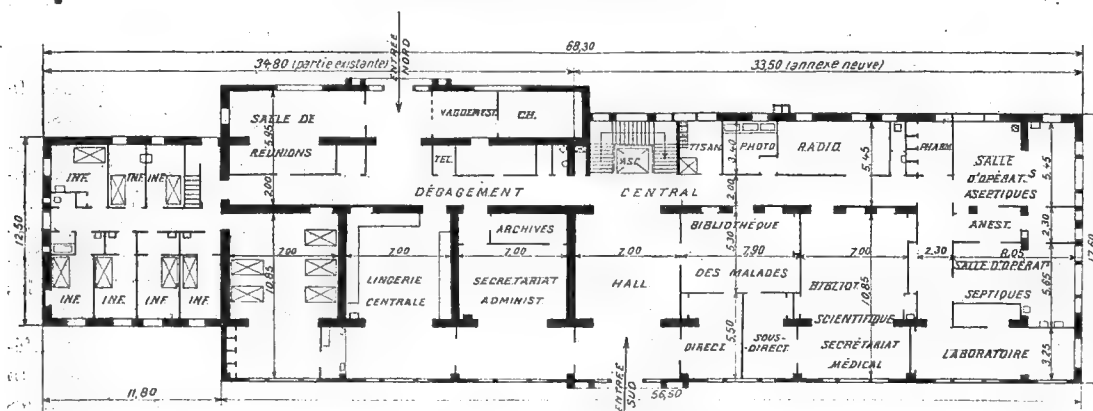 68,30
34,80 (partie existante)
33,50 (annexe neuve)
ENTRÉE
NORD
SALLE DE
RÉUNIONS
5,95
VAGUEMEST.
CH.
TEL.
ASC.
TISAN.
PHOTO
RADIO
PHARM.
3,40
5,45
SALLE
D'OPÉRAT.S
ASEPTIQUES
5,45
INF.
INF.
INF.
12,50
2,00
DÉGAGEMENT
CENTRAL
2,00
ARCHIVES
BIBLIOTHÈQUE
5,30
ANEST.
2,30
17,60
7,00
7,00
7,00
7,00
7,90
7,00
2,30
8,05
10,85
LINGERIE
CENTRALE
SECRÉTARIAT
ADMINIST.
HALL
DES MALADES
BIBLIOT.
10,85
SALLE D'OPÉRAT.
SEPTIQUES
5,65
INF.
INF.
INF.
INF.
SCIENTIFIQUE
DIRECT.
5,50
SOUS-
DIRECT.
SECRÉTARIAT
MÉDICAL
LABORATOIRE
3,25
11,80
ENTRÉE
SUD
56,50